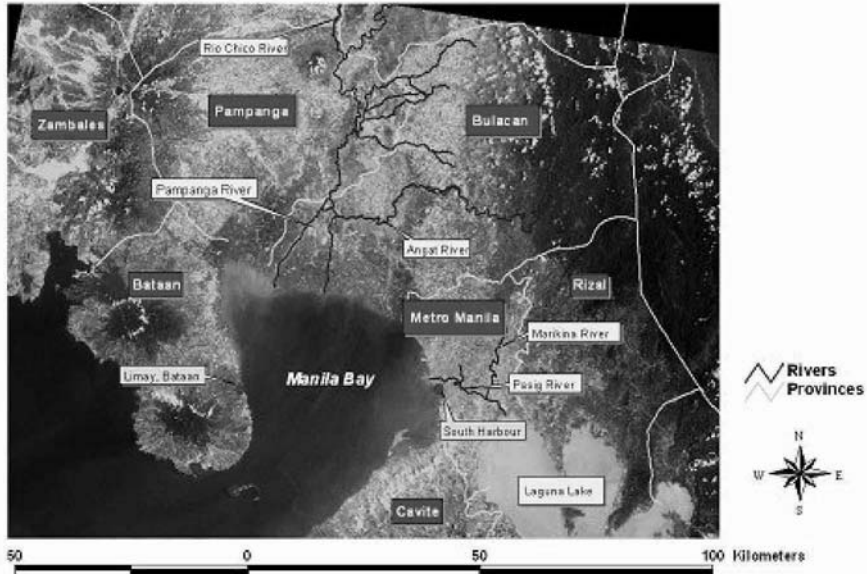 Rio Chico River
Pampanga
Zambales
Bulacan
Pampanga River
Angat River
Bataan
Rizal
Metro Manila
Marikina River
Limay, Bataan
Manila Bay
Pasig River
South Harbour
Laguna Lake
Cavite
Rivers
Provinces
N
W E
S
50 0 50 100 Kilometers